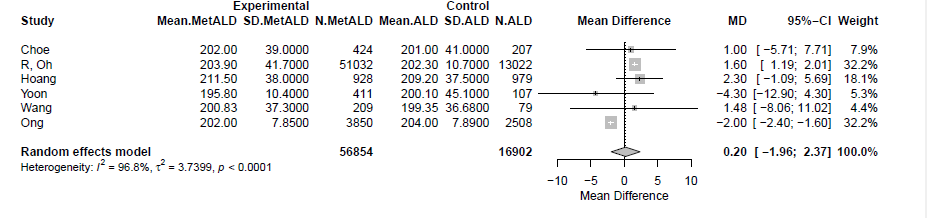 Experimental Control
Study Mean.MetALD SD.MetALD N.MetALD Mean.ALD SD.ALD N.ALD Mean Difference MD 95%−CI Weight
Choe 202.00 39.0000 424 201.00 41.0000 207 1.00 [ −5.71; 7.71] 7.9%
R, Oh 203.90 41.7000 51032 202.30 10.7000 13022 1.60 [ 1.19; 2.01] 32.2%
Hoang 211.50 38.0000 928 209.20 37.5000 979 2.30 [ −1.09; 5.69] 18.1%
Yoon 195.80 10.4000 411 200.10 45.1000 107 −4.30 [−12.90; 4.30] 5.3%
Wang 200.83 37.3000 209 199.35 36.6800 79 1.48 [ −8.06; 11.02] 4.4%
Ong 202.00 7.8500 3850 204.00 7.8900 2508 −2.00 [ −2.40; −1.60] 32.2%
Random effects model 56854 16902 0.20 [ −1.96; 2.37] 100.0%
Heterogeneity: I² = 96.8%, τ² = 3.7399, p < 0.0001
−10 −5 0 5 10
Mean Difference